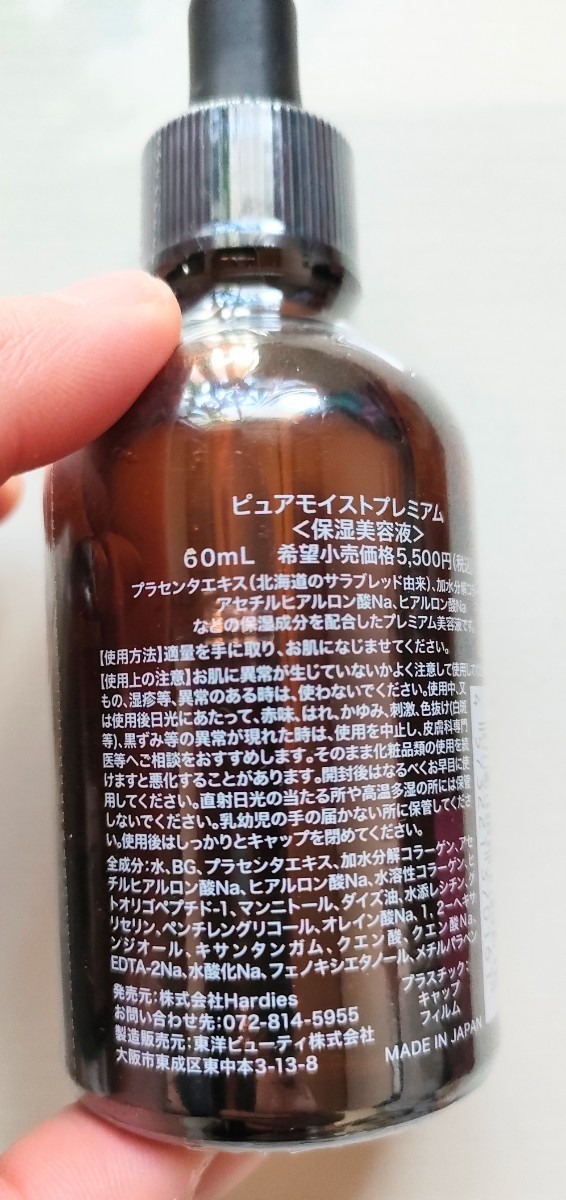 ピュアモイストプレミアム
<保湿美容液>
60mL 希望小売価格5,500円(税込)
プラセンタエキス(北海道のサラブレッド由来)、加水分解コラ
アセチルヒアルロン酸Na、ヒアルロン酸Na
などの保湿成分を配合したプレミアム美容液です。
【使用方法】適量を手に取り、お肌になじませてください。
【使用上の注意】お肌に異常が生じていないかよく注意して使用して
もの、湿疹等、異常のある時は、使わないでください。使用中、又
は使用後日光にあたって、赤味、はれ、かゆみ、刺激、色抜け(白斑
等)、黒ずみ等の異常が現れた時は、使用を中止し、皮膚科専門
医等へご相談をおすすめします。そのまま化粧品類の使用を続
けますと悪化することがあります。開封後はなるべくお早目に使
用してください。直射日光の当たる所や高温多湿の所には保管
しないでください。乳幼児の手の届かない所に保管してくださ
い。使用後はしっかりとキャップを閉めてください。
全成分:水、BG、プラセンタエキス、加水分解コラーゲン、アセ
チルヒアルロン酸Na、ヒアルロン酸Na、水溶性コラーゲン、ヒ
トオリゴペプチド-1、マンニトール、ダイズ油、水添レシチン、グ
リセリン、ペンチレングリコール、オレイン酸Na、1,2-ヘキサ
ンジオール、キサンタンガム、クエン酸、クエン酸Na、
EDTA-2Na、水酸化Na、フェノキシエタノール、メチルパラベン
発売元:株式会社Hardies
お問い合わせ先:072-814-5955
製造販売元:東洋ビューティ株式会社
大阪市東成区東中本3-13-8
プラスチック:
キャップ
フィルム
MADE IN JAPAN